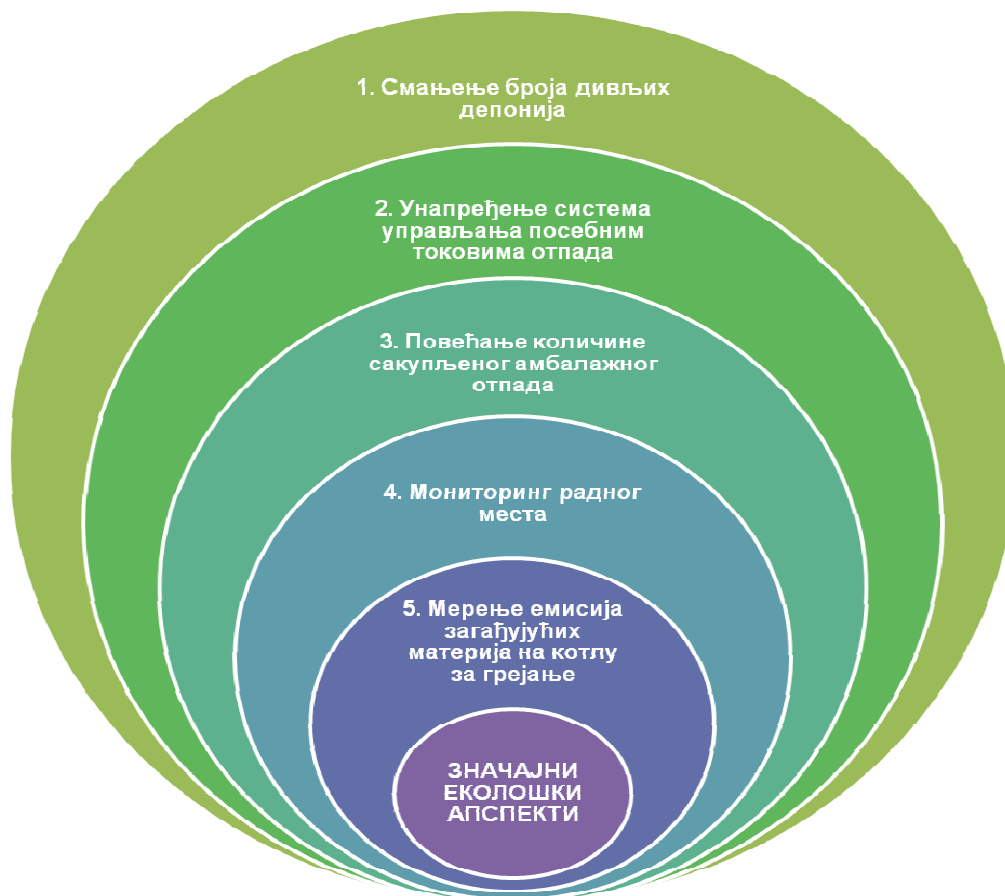 1. Смањење броја дивљих
депонија
2. Унапређење система
управљања посебним
токовима отпада
3. Повећање количине
сакупљеног амбалажног
отпада
4. Мониторинг радног
места
5. Мерење емисија
загађујућих
материја на котлу
за грејање
ЗНАЧАЈНИ
ЕКОЛОШКИ
АПСПЕКТИ